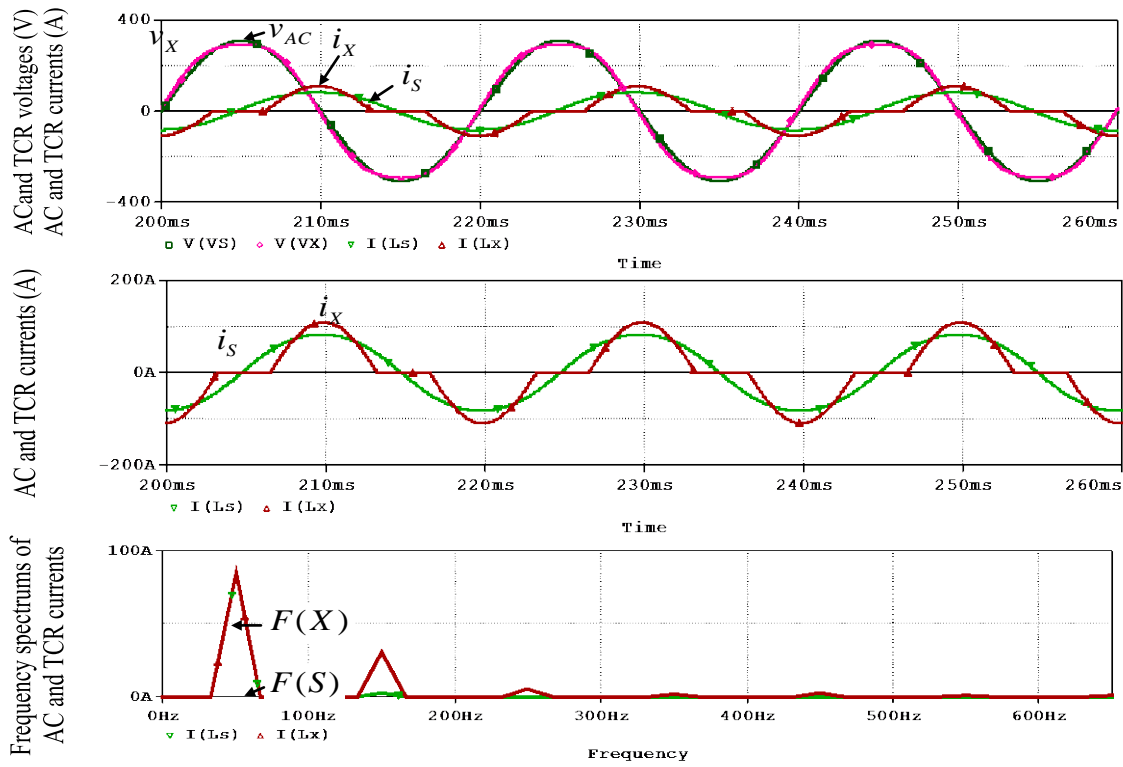 ACand TCR voltages (V)
AC and TCR currents (A)
400
0
-400
v_X
v_AC
i_X
i_S
200ms 210ms 220ms 230ms 240ms 250ms 260ms
V(VS) V(VX) I(Ls) I(Lx)
Time
AC and TCR currents (A)
200A
0A
-200A
i_X
i_S
200ms 210ms 220ms 230ms 240ms 250ms 260ms
I(Ls) I(Lx)
Time
Frequency spectrums of
AC and TCR currents
100A
0A
F(X)
F(S)
0Hz 100Hz 200Hz 300Hz 400Hz 500Hz 600Hz
I(Ls) I(Lx)
Frequency